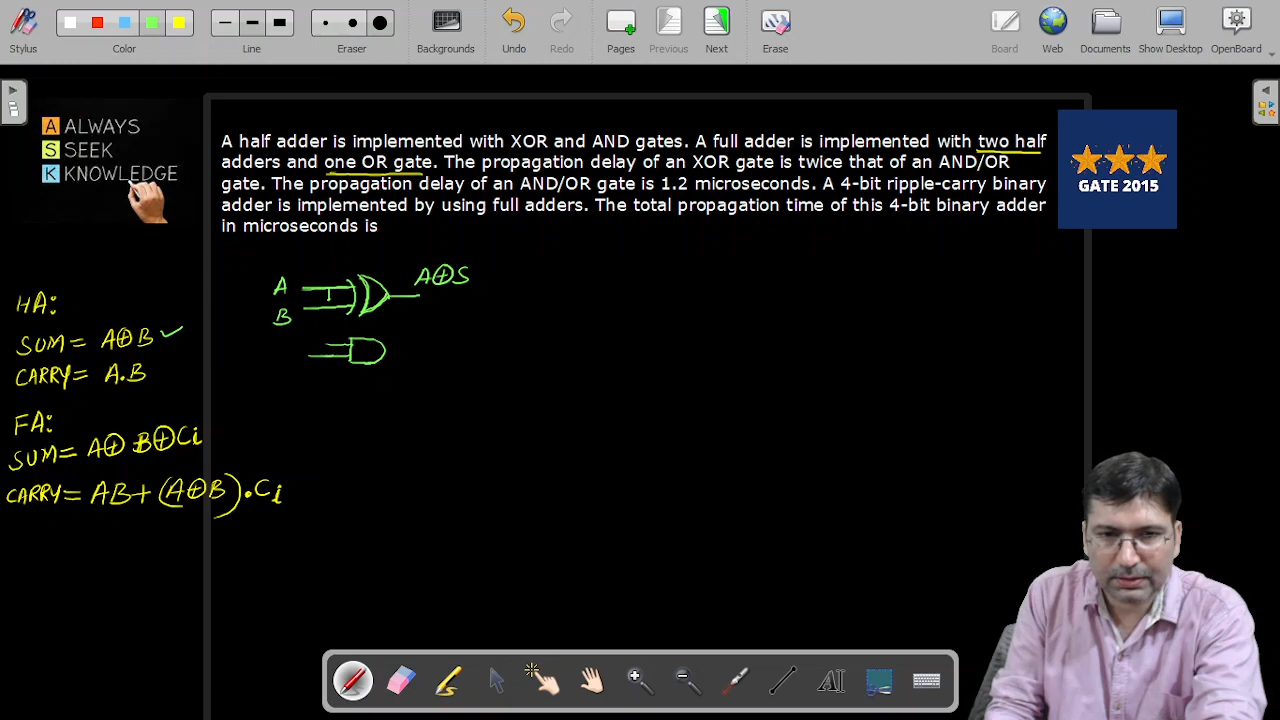 Stylus
Color
Line
Eraser
Backgrounds
Undo
Redo
Pages
Previous
Next
Erase
Board
Web
Documents
Show Desktop
OpenBoard
A ALWAYS
S SEEK
K KNOWLEDGE
A half adder is implemented with XOR and AND gates. A full adder is implemented with two half
adders and one OR gate. The propagation delay of an XOR gate is twice that of an AND/OR
gate. The propagation delay of an AND/OR gate is 1.2 microseconds. A 4-bit ripple-carry binary
adder is implemented by using full adders. The total propagation time of this 4-bit binary adder
in microseconds is
GATE 2015
A
B
A⊕S
HA:
SUM = A⊕B ✓
CARRY = A.B
FA:
SUM = A⊕B⊕Ci
CARRY = AB+(A⊕B).Ci
AI